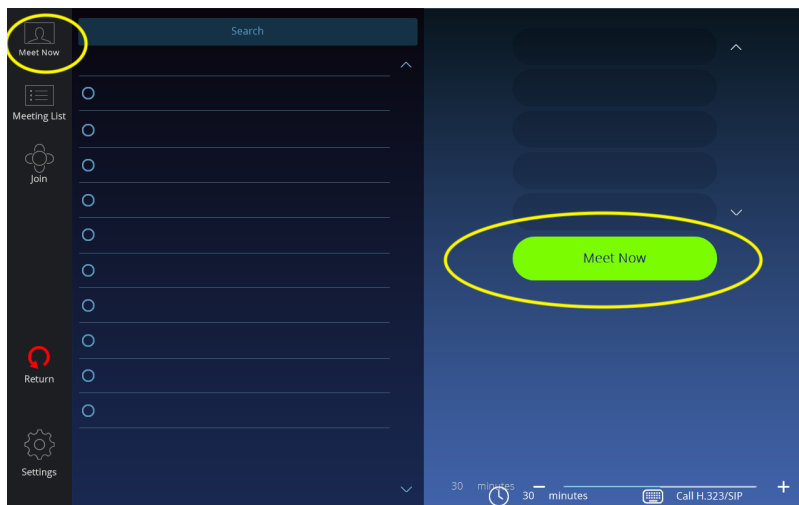 Meet Now
Meeting List
Join
Return
Settings
Search
Meet Now
30 minutes
30 minutes
Call H.323/SIP